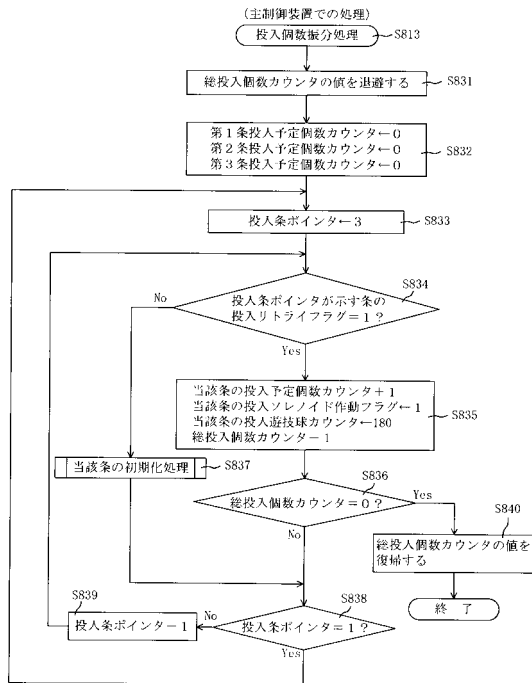 (主制御装置での処理)
投入個数振分処理
S813
総投入個数カウンタの値を退避する
S831
第1条投入予定個数カウンタ←0
第2条投入予定個数カウンタ←0
第3条投入予定個数カウンタ←0
S832
投入条ポインタ←3
S833
S834
投入条ポインタが示す条の
投入リトライフラグ=1?
No
Yes
当該条の投入予定個数カウンタ+1
当該条の投入ソレノイド作動フラグ←1
当該条の投入遊技球カウンタ←180
総投入個数カウンタ-1
S835
当該条の初期化処理
S837
S836
総投入個数カウンタ=0?
Yes
No
S840
総投入個数カウンタの値を
復帰する
終 了
S839
投入条ポインタ-1
No
S838
投入条ポインタ=1?
Yes